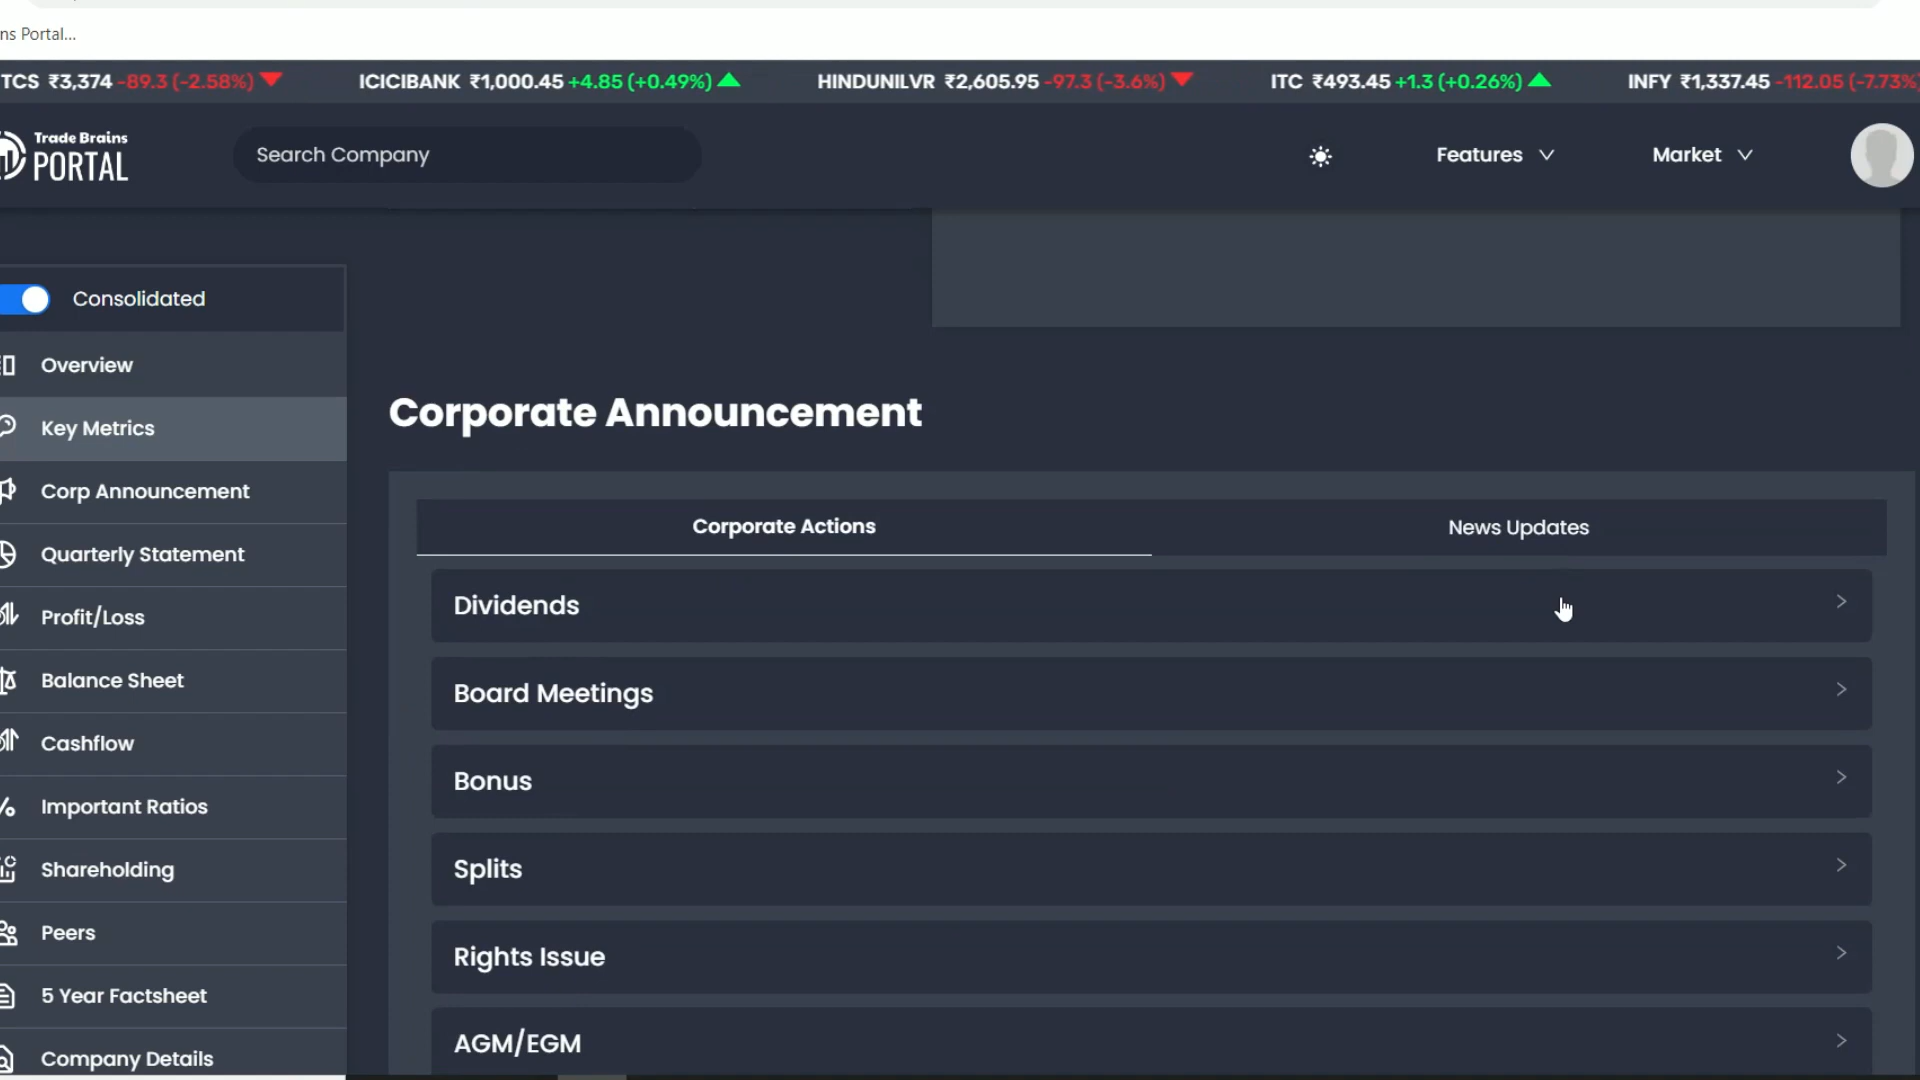 ns Portal...
TCS ₹3,374 -89.3 (-2.58%) ICICIBANK ₹1,000.45 +4.85 (+0.49%) HINDUNILVR ₹2,605.95 -97.3 (-3.6%) ITC ₹493.45 +1.3 (+0.26%) INFY ₹1,337.45 -112.05 (-7.73%
Trade Brains
PORTAL
Search Company
Features
Market
Consolidated
Overview
Key Metrics
Corp Announcement
Quarterly Statement
Profit/Loss
Balance Sheet
Cashflow
Important Ratios
Shareholding
Peers
5 Year Factsheet
Company Details
Corporate Announcement
Corporate Actions
News Updates
Dividends
Board Meetings
Bonus
Splits
Rights Issue
AGM/EGM